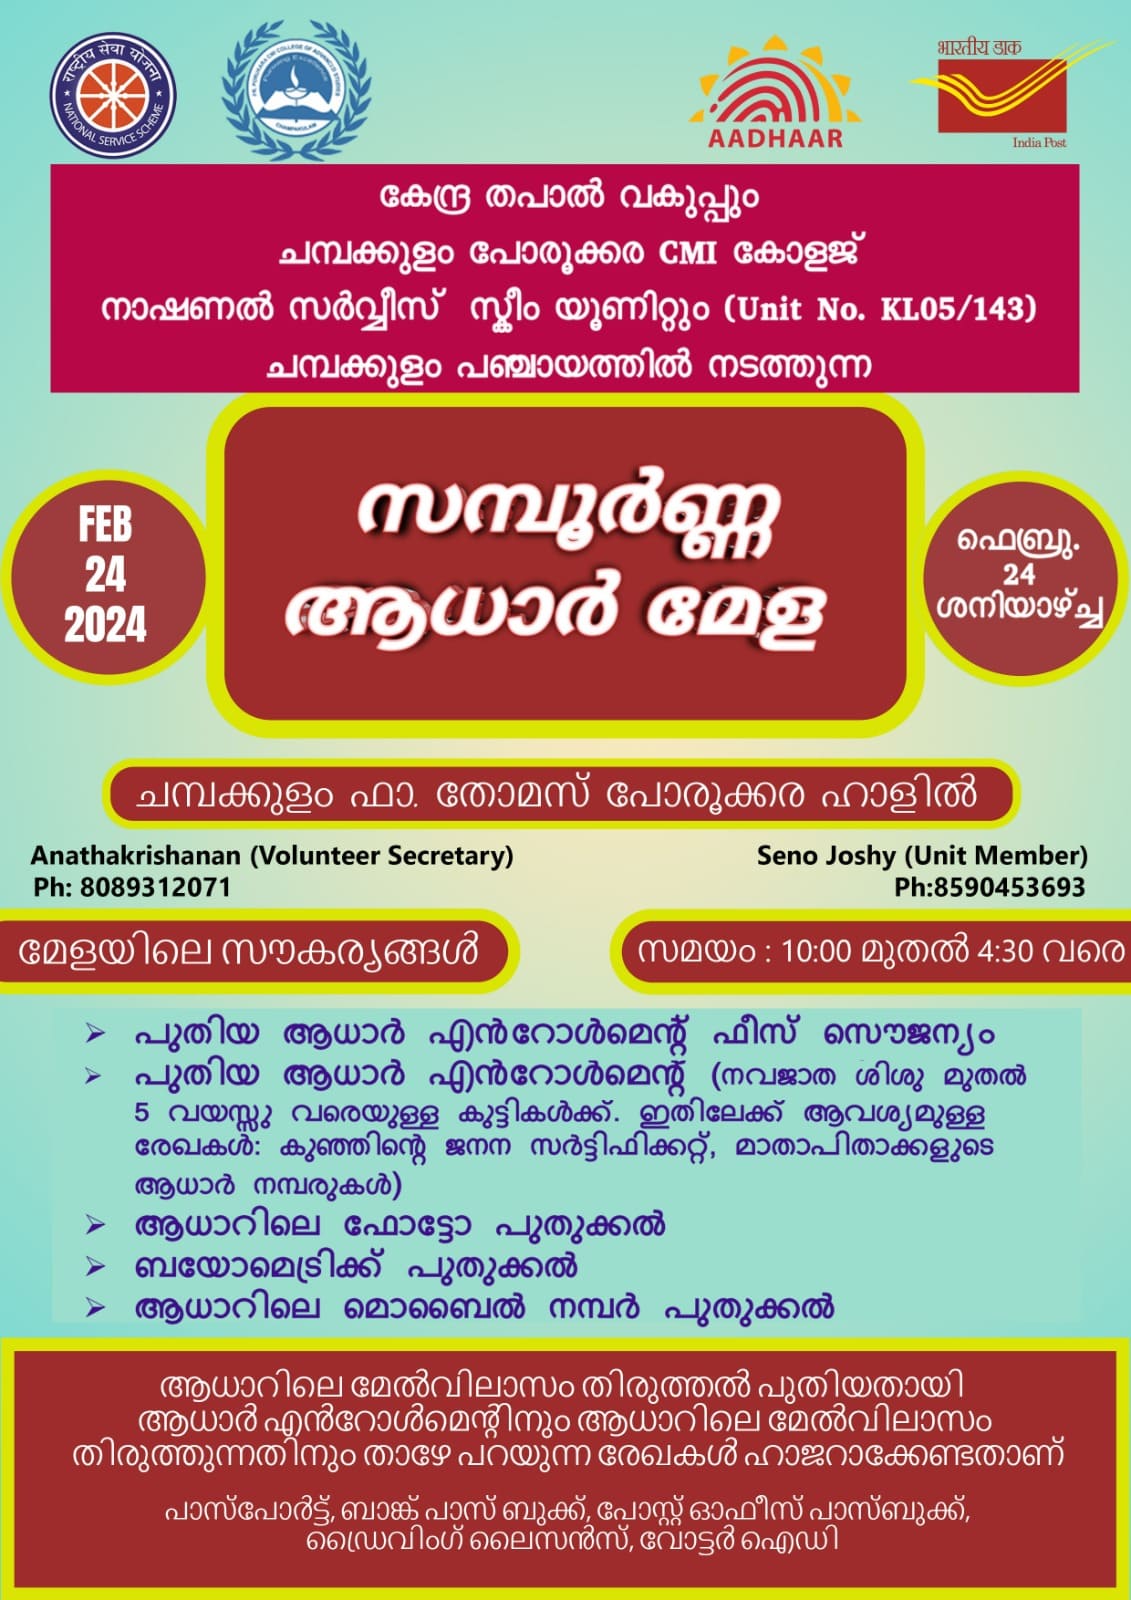 राष्ट्रीय सेवा योजना
NATIONAL SERVICE SCHEME
CHAMPAKULAM
AADHAAR
भारतीय डाक
India Post
കേന്ദ്ര തപാൽ വകുപ്പും
ചമ്പക്കുളം പോരൂക്കര CMI കോളജ്
നാഷണൽ സർവ്വീസ് സ്കീം യൂണിറ്റും (Unit No. KL05/143)
ചമ്പക്കുളം പഞ്ചായത്തിൽ നടത്തുന്ന
FEB
24
2024
സമ്പൂർണ്ണ
ആധാർ മേള
ഫെബ്രു.
24
ശനിയാഴ്ച്ച
ചമ്പക്കുളം ഫാ. തോമസ് പോരൂക്കര ഹാളിൽ
Anathakrishanan (Volunteer Secretary)
Ph: 8089312071
Seno Joshy (Unit Member)
Ph:8590453693
മേളയിലെ സൗകര്യങ്ങൾ
സമയം : 10:00 മുതൽ 4:30 വരെ
➢ പുതിയ ആധാർ എൻറോൾമെന്റ് ഫീസ് സൌജന്യം
➢ പുതിയ ആധാർ എൻറോൾമെന്റ് (നവജാത ശിശു മുതൽ
5 വയസ്സു വരെയുള്ള കുട്ടികൾക്ക്. ഇതിലേക്ക് ആവശ്യമുള്ള
രേഖകൾ: കുഞ്ഞിന്റെ ജനന സർട്ടിഫിക്കറ്റ്, മാതാപിതാക്കളുടെ
ആധാർ നമ്പരുകൾ)
➢ ആധാറിലെ ഫോട്ടോ പുതുക്കൽ
➢ ബയോമെട്രിക്ക് പുതുക്കൽ
➢ ആധാറിലെ മൊബൈൽ നമ്പർ പുതുക്കൽ
ആധാറിലെ മേൽവിലാസം തിരുത്തൽ പുതിയതായി
ആധാർ എൻറോൾമെന്റിനും ആധാറിലെ മേൽവിലാസം
തിരുത്തുന്നതിനും താഴേ പറയുന്ന രേഖകൾ ഹാജറാക്കേണ്ടതാണ്
പാസ്പോർട്ട്, ബാങ്ക് പാസ് ബുക്ക്, പോസ്റ്റ് ഓഫീസ് പാസ്ബുക്ക്,
ഡ്രൈവിംഗ് ലൈസൻസ്, വോട്ടർ ഐഡി